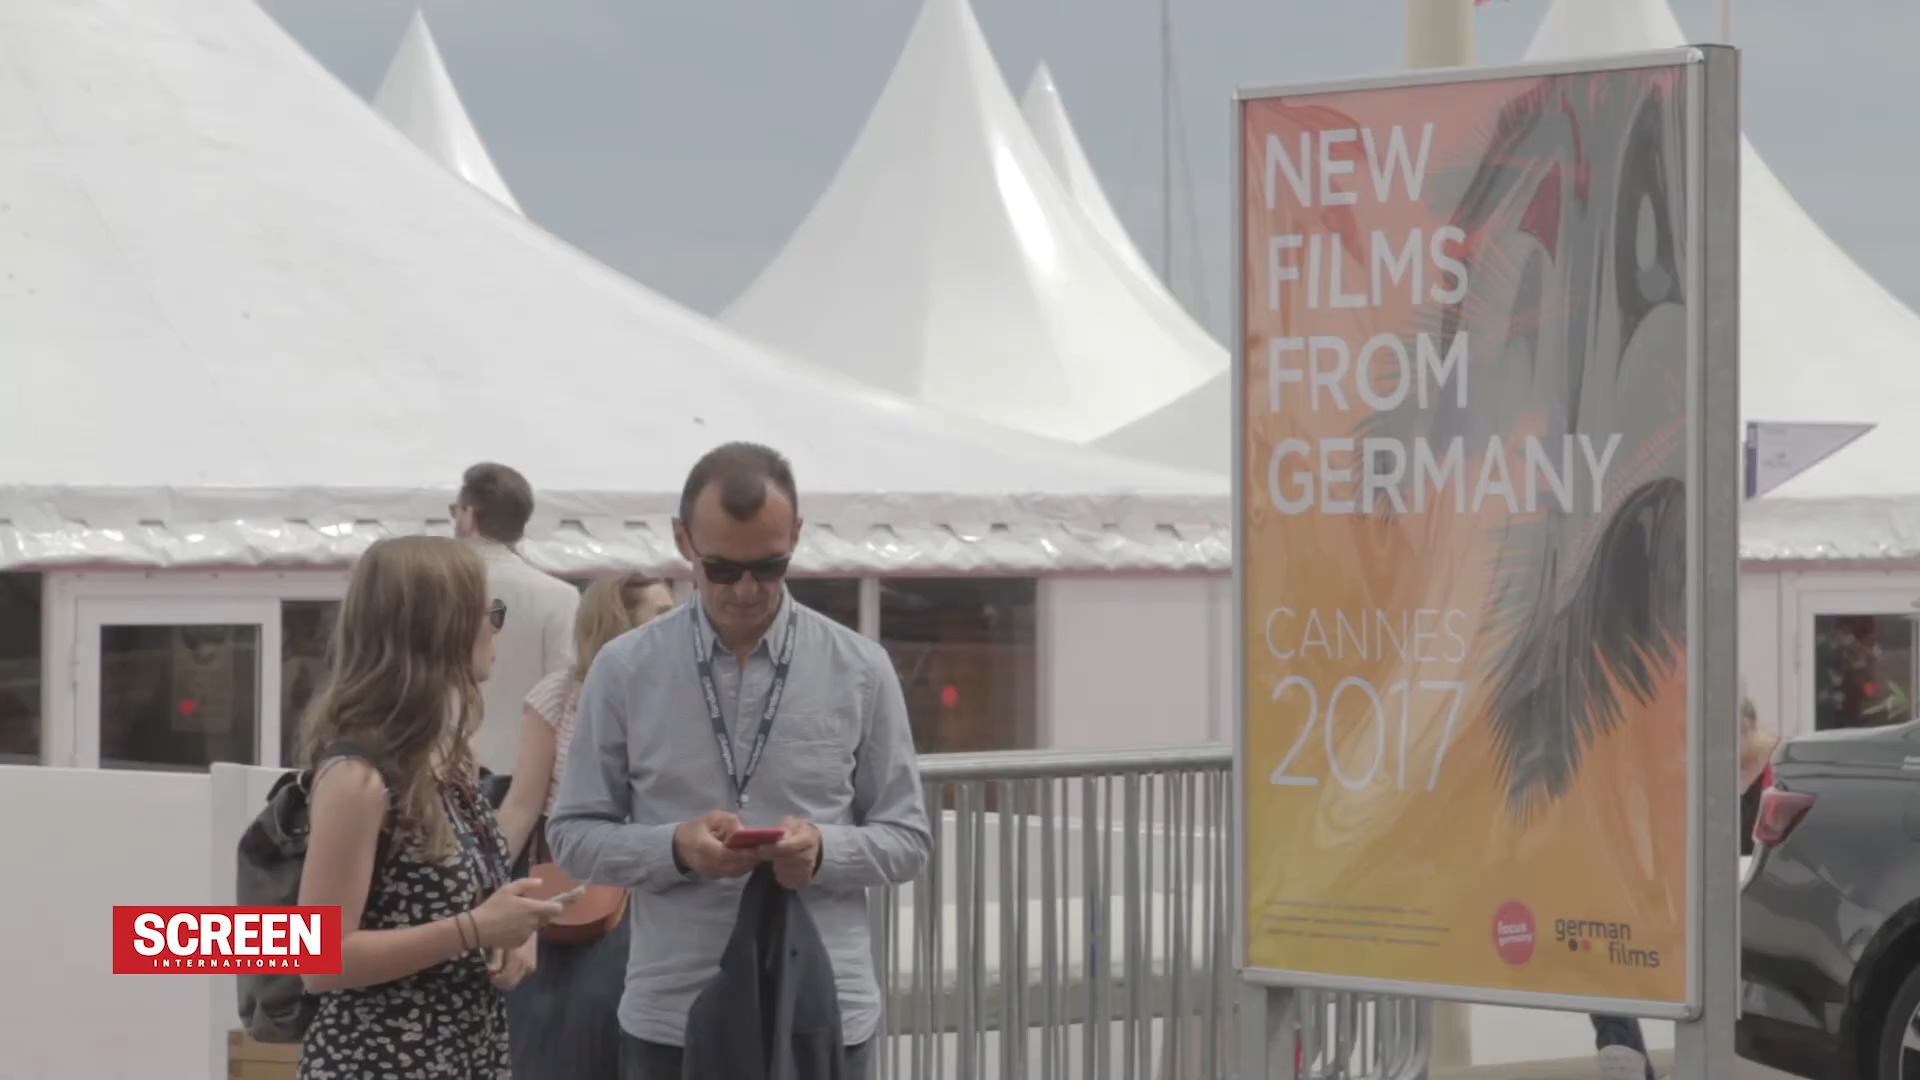 NEW
FILMS
FROM
GERMANY
CANNES
2017
focus
germany
german
films
SCREEN
INTERNATIONAL